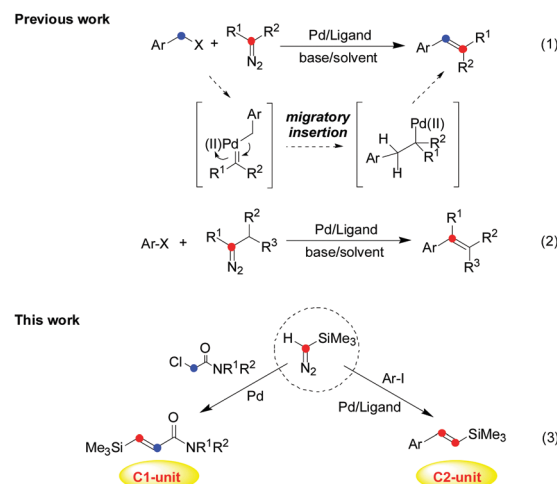 Previous work
Ar X + R¹ R² N₂ Pd/Ligand base/solvent Ar R¹ R² (1)
Ar (II)Pd R¹ R² migratory insertion Pd(II) H R² R¹ Ar H
Ar-X + R¹ R² R³ N₂ Pd/Ligand base/solvent Ar R¹ R² R³ (2)
This work
Cl O NR¹R² H SiMe₃ N₂ Ar-I
Pd Pd/Ligand
Me₃Si O NR¹R² Ar SiMe₃ (3)
C1-unit C2-unit